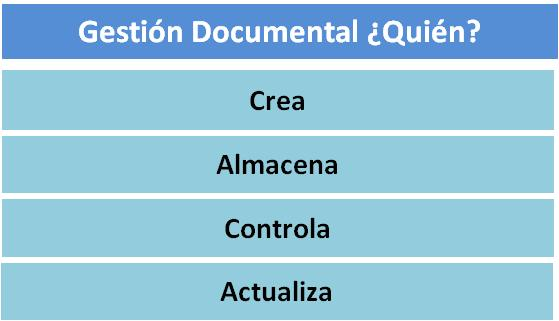 Gestión Documental ¿Quién?
Crea
Almacena
Controla
Actualiza